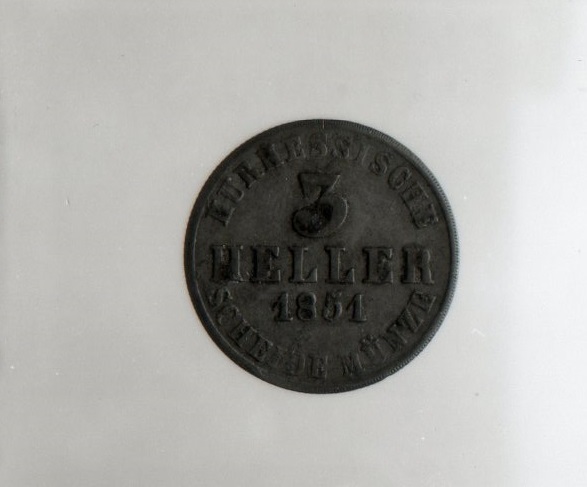 KURHESSISCHE
3
HELLER
1851
SCHEIDE MÜNZE